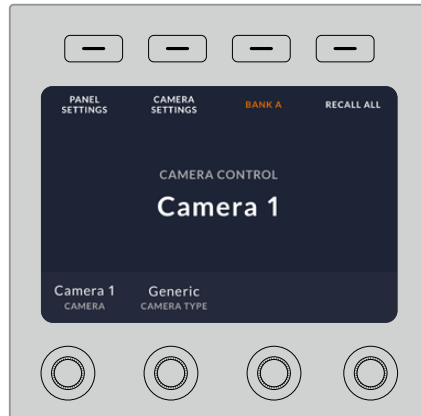 PANEL
SETTINGS
CAMERA
SETTINGS
BANK A
RECALL ALL
CAMERA CONTROL
Camera 1
Camera 1
CAMERA
Generic
CAMERA TYPE